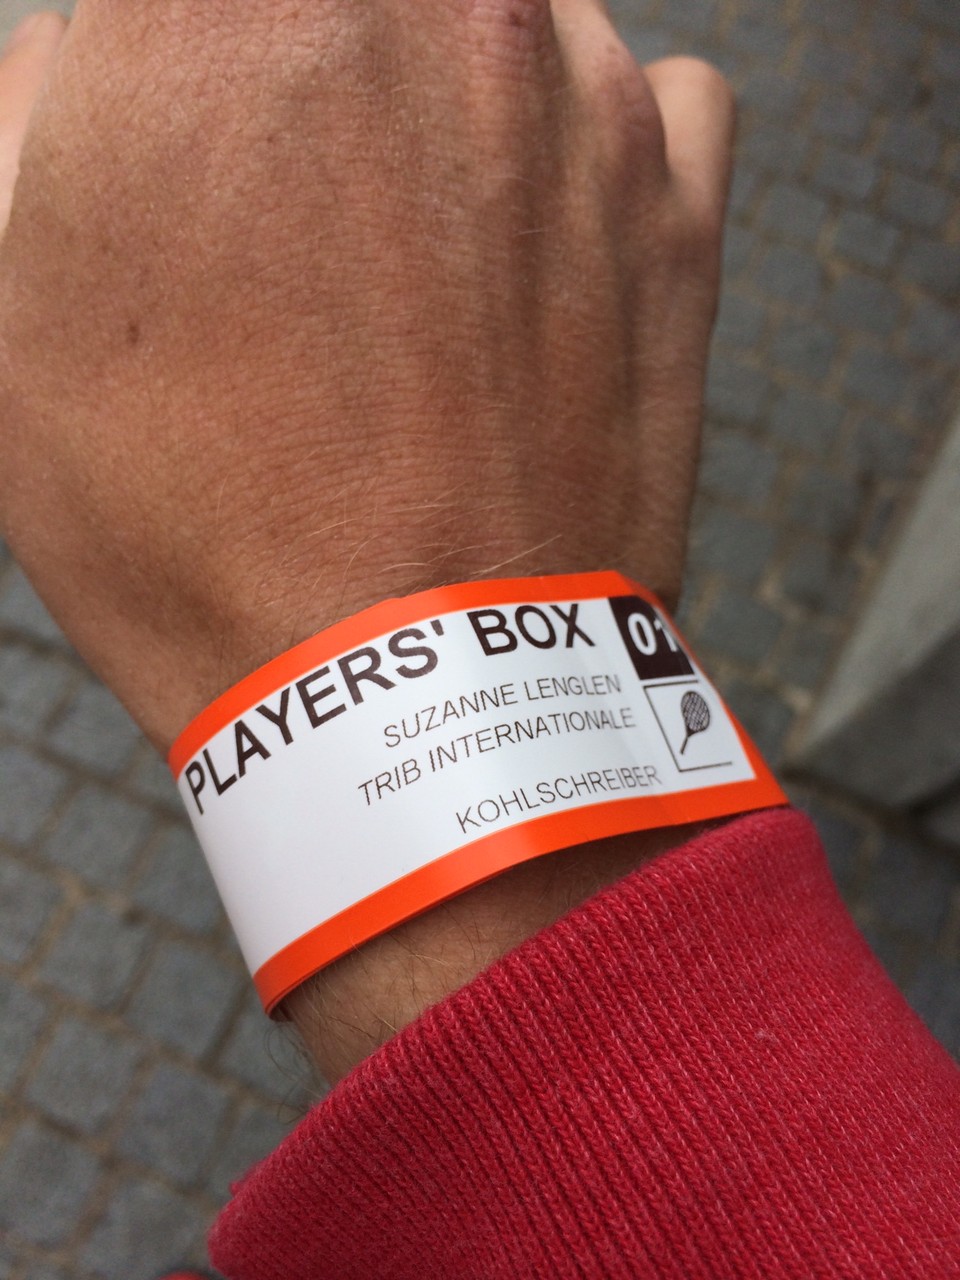 PLAYERS' BOX
01
SUZANNE LENGLEN
TRIB INTERNATIONALE
KOHLSCHREIBER